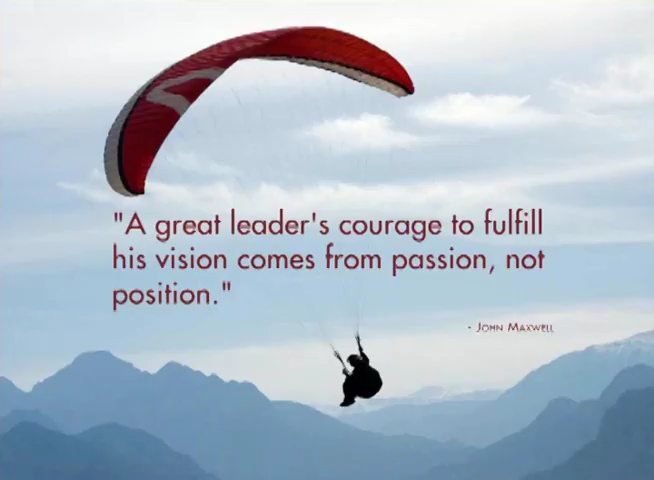 "A great leader's courage to fulfill
his vision comes from passion, not
position."
- John Maxwell